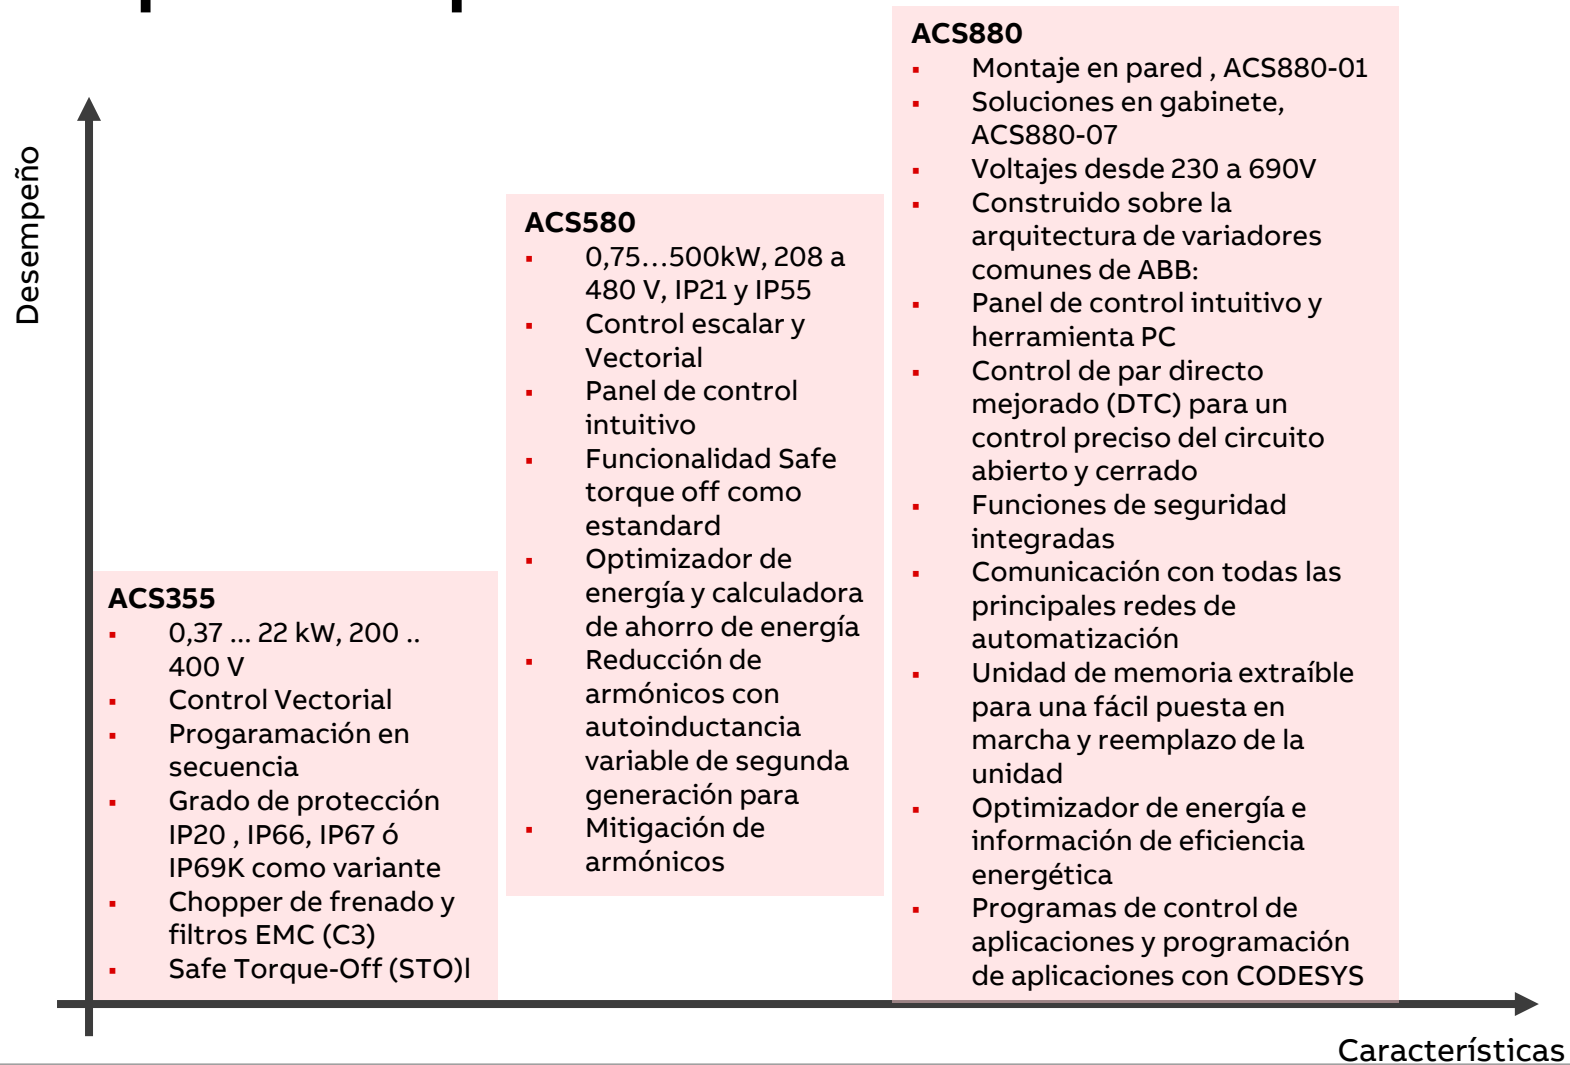 Desempeño
ACS355
▪ 0,37 ... 22 kW, 200 ..
400 V
▪ Control Vectorial
▪ Progaramación en
secuencia
▪ Grado de protección
IP20 , IP66, IP67 ó
IP69K como variante
▪ Chopper de frenado y
filtros EMC (C3)
▪ Safe Torque-Off (STO)l
ACS580
▪ 0,75...500kW, 208 a
480 V, IP21 y IP55
▪ Control escalar y
Vectorial
▪ Panel de control
intuitivo
▪ Funcionalidad Safe
torque off como
estandard
▪ Optimizador de
energía y calculadora
de ahorro de energía
▪ Reducción de
armónicos con
autoinductancia
variable de segunda
generación para
▪ Mitigación de
armónicos
ACS880
▪ Montaje en pared , ACS880-01
▪ Soluciones en gabinete,
ACS880-07
▪ Voltajes desde 230 a 690V
▪ Construido sobre la
arquitectura de variadores
comunes de ABB:
▪ Panel de control intuitivo y
herramienta PC
▪ Control de par directo
mejorado (DTC) para un
control preciso del circuito
abierto y cerrado
▪ Funciones de seguridad
integradas
▪ Comunicación con todas las
principales redes de
automatización
▪ Unidad de memoria extraíble
para una fácil puesta en
marcha y reemplazo de la
unidad
▪ Optimizador de energía e
información de eficiencia
energética
▪ Programas de control de
aplicaciones y programación
de aplicaciones con CODESYS
Características